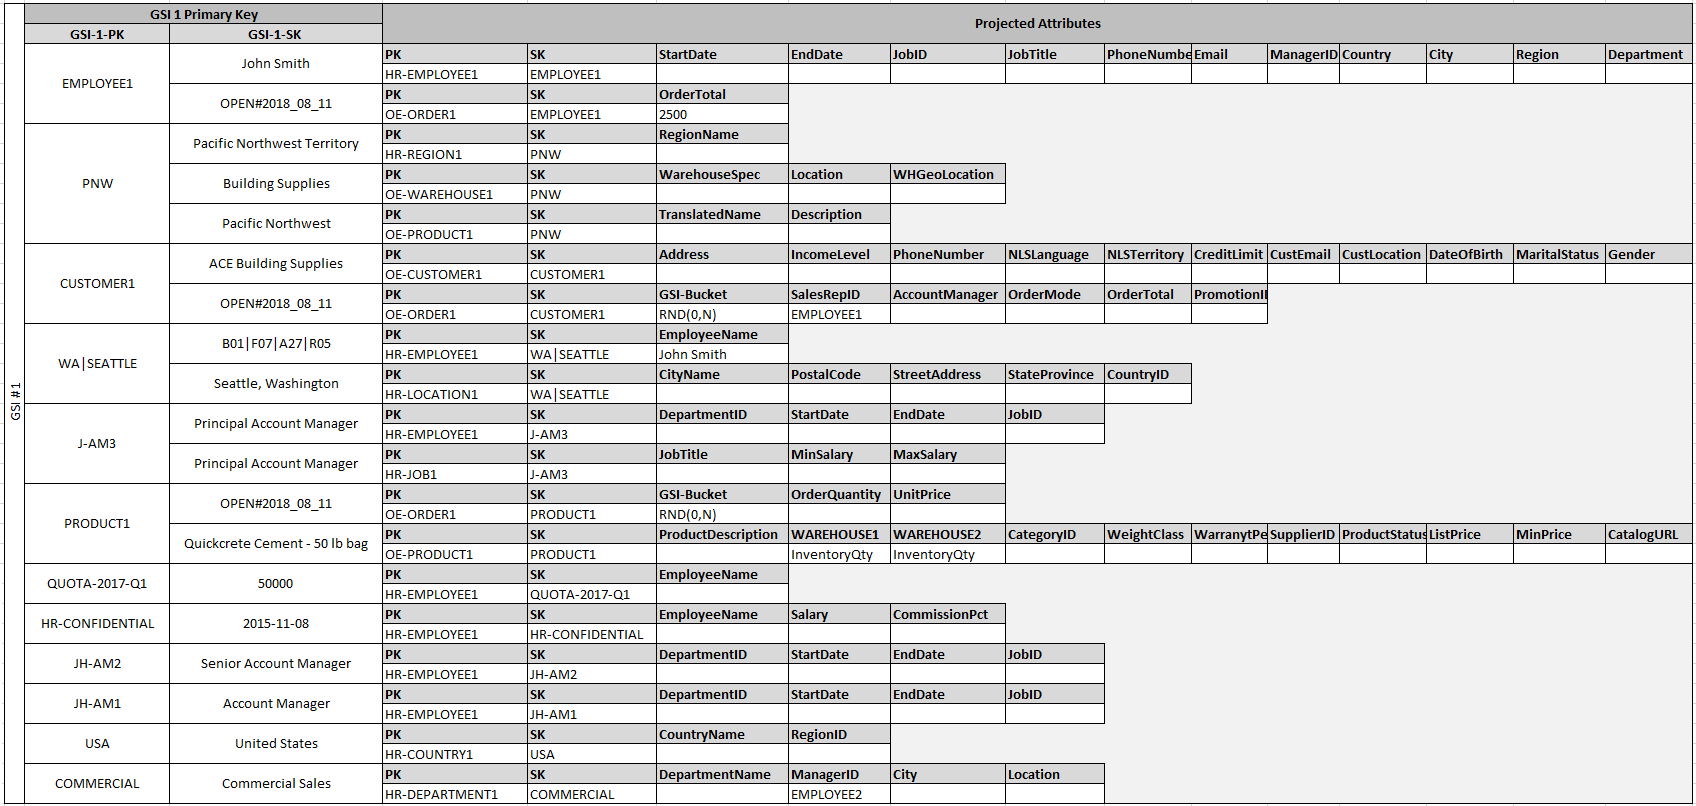 GSI 1 Primary Key Projected Attributes
GSI-1-PK GSI-1-SK
GSI #1
EMPLOYEE1
John Smith
PK SK StartDate EndDate JobID JobTitle PhoneNumbe Email ManagerID Country City Region Department
HR-EMPLOYEE1 EMPLOYEE1
OPEN#2018_08_11
PK SK OrderTotal
OE-ORDER1 EMPLOYEE1 2500
PNW
Pacific Northwest Territory
PK SK RegionName
HR-REGION1 PNW
Building Supplies
PK SK WarehouseSpec Location WHGeoLocation
OE-WAREHOUSE1 PNW
Pacific Northwest
PK SK TranslatedName Description
OE-PRODUCT1 PNW
CUSTOMER1
ACE Building Supplies
PK SK Address IncomeLevel PhoneNumber NLSLanguage NLSTerritory CreditLimit CustEmail CustLocation DateOfBirth MaritalStatus Gender
OE-CUSTOMER1 CUSTOMER1
OPEN#2018_08_11
PK SK GSI-Bucket SalesRepID AccountManager OrderMode OrderTotal PromotionID
OE-ORDER1 CUSTOMER1 RND(0,N) EMPLOYEE1
WA|SEATTLE
B01|F07|A27|R05
PK SK EmployeeName
HR-EMPLOYEE1 WA|SEATTLE John Smith
Seattle, Washington
PK SK CityName PostalCode StreetAddress StateProvince CountryID
HR-LOCATION1 WA|SEATTLE
J-AM3
Principal Account Manager
PK SK DepartmentID StartDate EndDate JobID
HR-EMPLOYEE1 J-AM3
Principal Account Manager
PK SK JobTitle MinSalary MaxSalary
HR-JOB1 J-AM3
PRODUCT1
OPEN#2018_08_11
PK SK GSI-Bucket OrderQuantity UnitPrice
OE-ORDER1 PRODUCT1 RND(0,N)
Quickcrete Cement - 50 lb bag
PK SK ProductDescription WAREHOUSE1 WAREHOUSE2 CategoryID WeightClass WarranytPe SupplierID ProductStatus ListPrice MinPrice CatalogURL
OE-PRODUCT1 PRODUCT1 InventoryQty InventoryQty
QUOTA-2017-Q1
50000
PK SK EmployeeName
HR-EMPLOYEE1 QUOTA-2017-Q1
HR-CONFIDENTIAL
2015-11-08
PK SK EmployeeName Salary CommissionPct
HR-EMPLOYEE1 HR-CONFIDENTIAL
JH-AM2
Senior Account Manager
PK SK DepartmentID StartDate EndDate JobID
HR-EMPLOYEE1 JH-AM2
JH-AM1
Account Manager
PK SK DepartmentID StartDate EndDate JobID
HR-EMPLOYEE1 JH-AM1
USA
United States
PK SK CountryName RegionID
HR-COUNTRY1 USA
COMMERCIAL
Commercial Sales
PK SK DepartmentName ManagerID City Location
HR-DEPARTMENT1 COMMERCIAL EMPLOYEE2